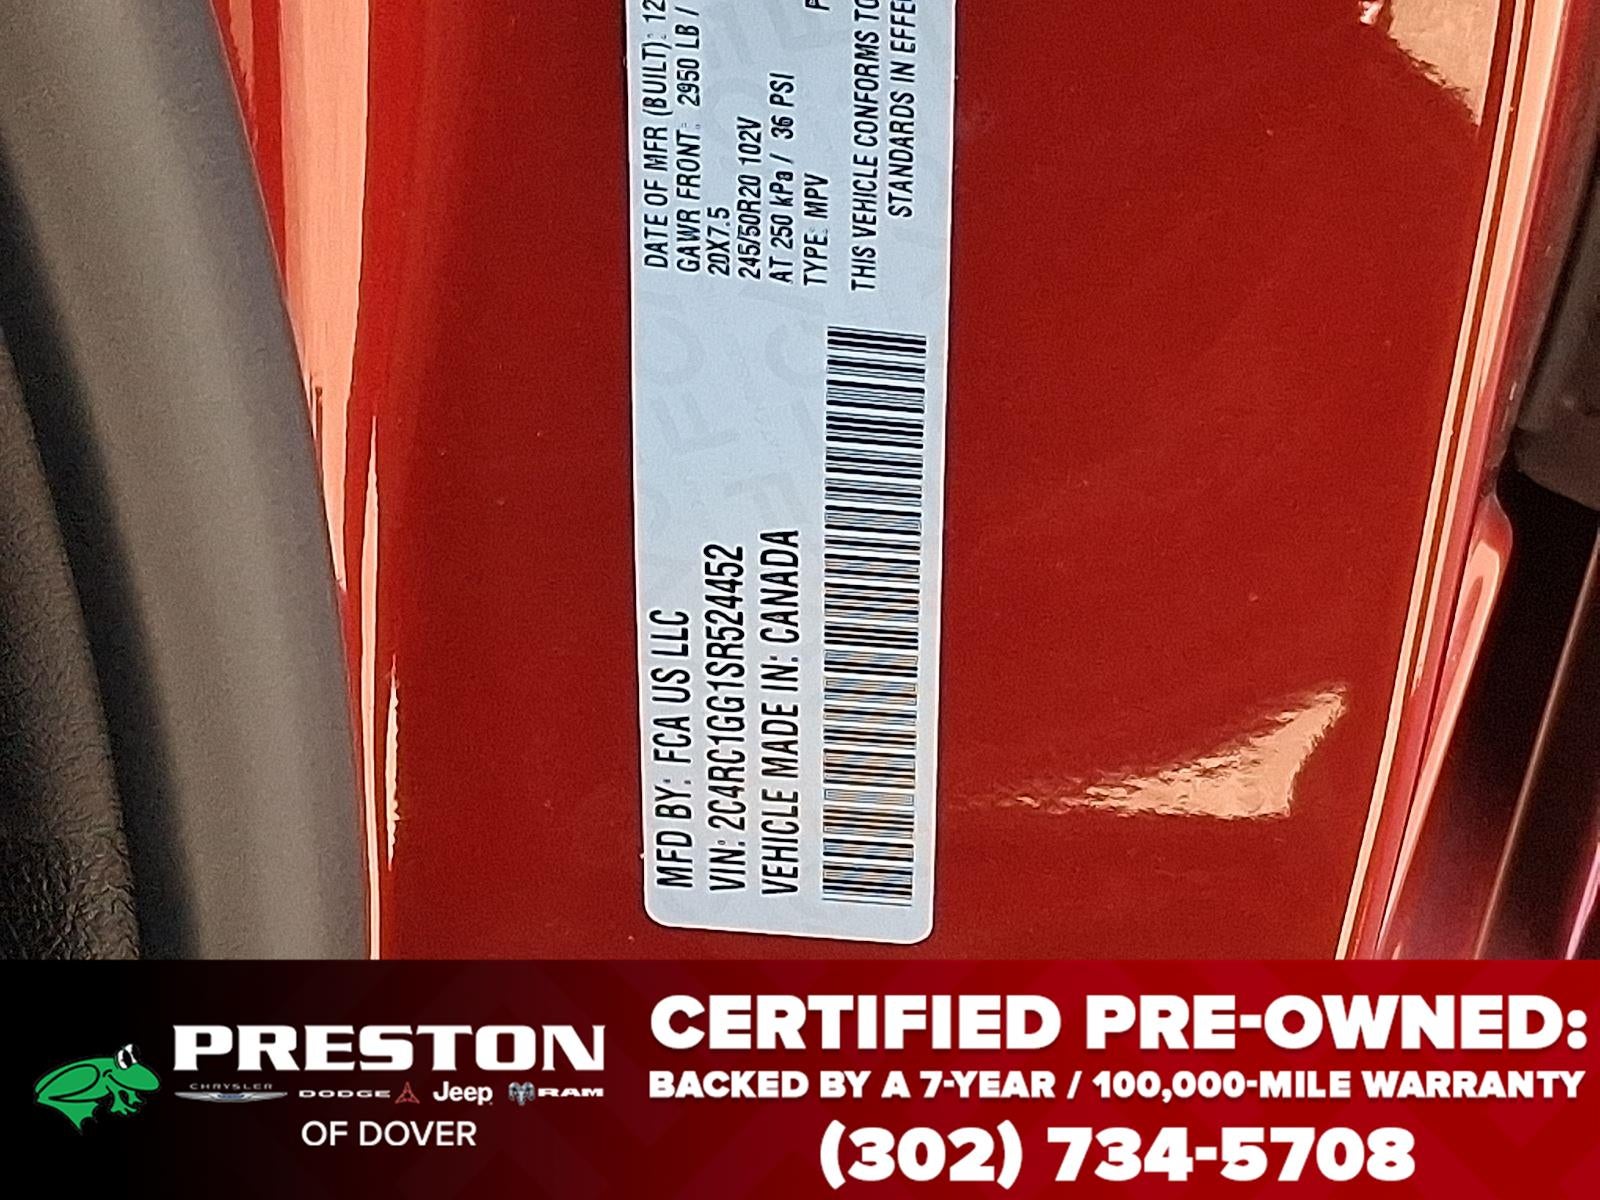 MFD BY: FCA US LLC
VIN: 2C4RC1GG1SR524452
VEHICLE MADE IN: CANADA
DATE OF MFR (BUILT): 12
GAWR FRONT: 2950 LB /
20X7.5
245/50R20 102V
AT 250 kPa / 36 PSI
TYPE: MPV
THIS VEHICLE CONFORMS TO
STANDARDS IN EFFE
PRESTON
CHRYSLER DODGE Jeep RAM
OF DOVER
CERTIFIED PRE-OWNED:
BACKED BY A 7-YEAR / 100,000-MILE WARRANTY
(302) 734-5708